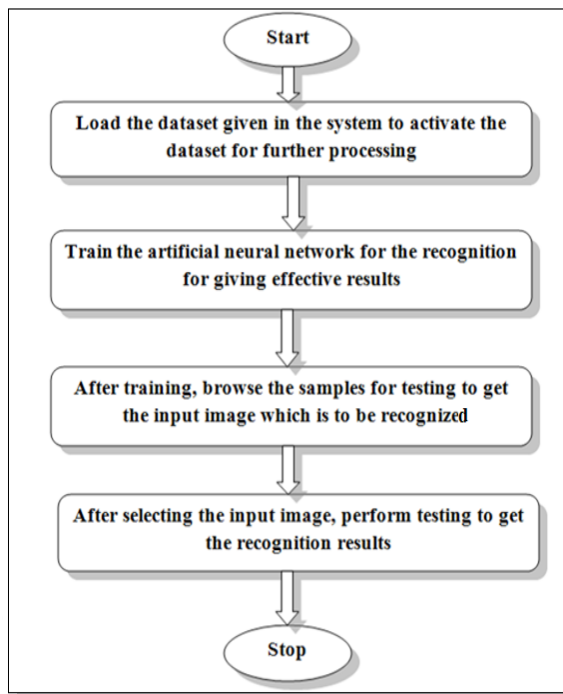 Start
Load the dataset given in the system to activate the
dataset for further processing
Train the artificial neural network for the recognition
for giving effective results
After training, browse the samples for testing to get
the input image which is to be recognized
After selecting the input image, perform testing to get
the recognition results
Stop